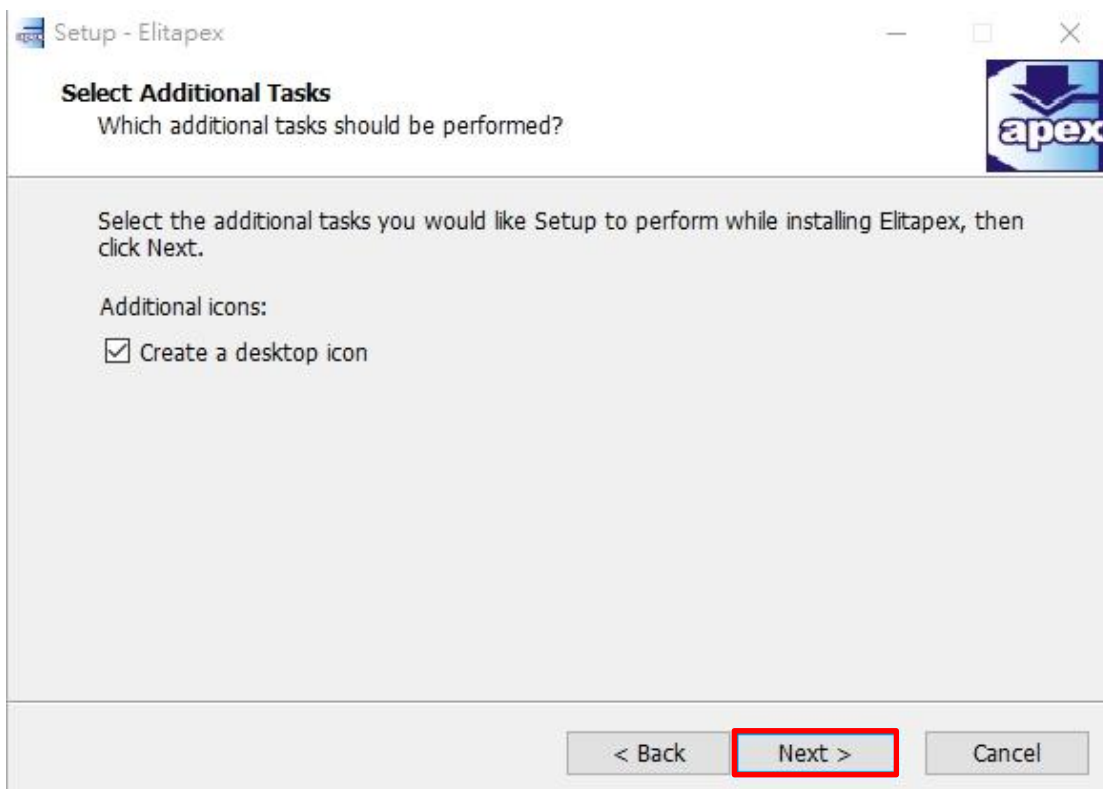 Setup - Elitapex
Select Additional Tasks
Which additional tasks should be performed?
apex
Select the additional tasks you would like Setup to perform while installing Elitapex, then
click Next.
Additional icons:
Create a desktop icon
< Back
Next >
Cancel